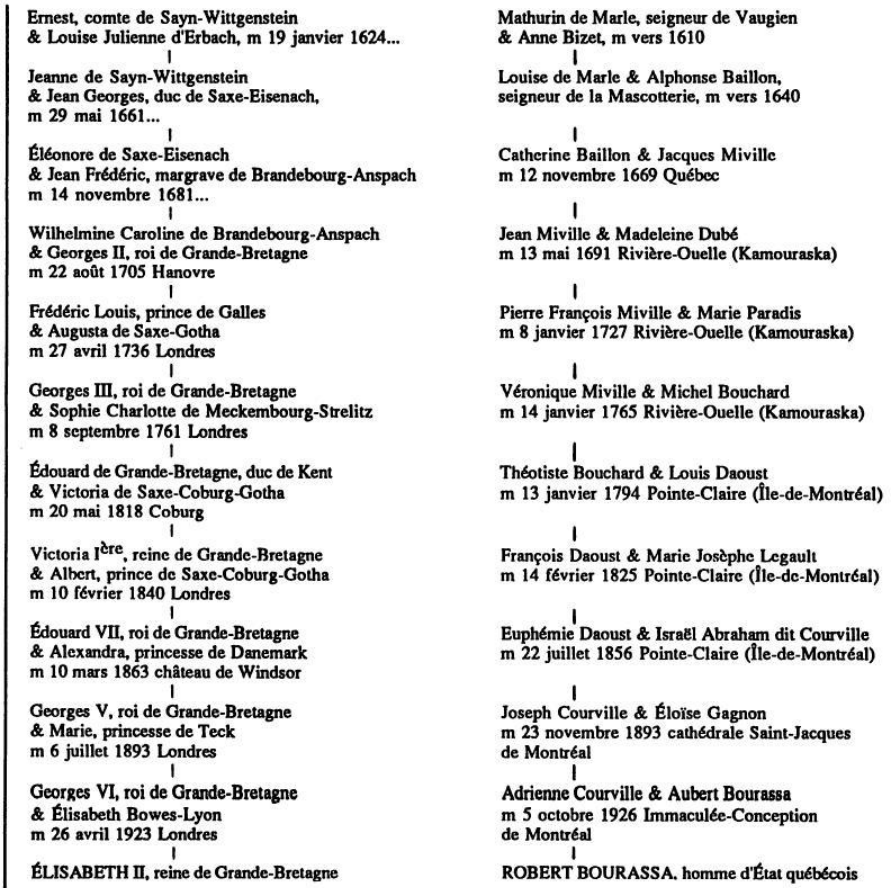 Ernest, comte de Sayn-Wittgenstein
& Louise Julienne d'Erbach, m 19 janvier 1624...
Jeanne de Sayn-Wittgenstein
& Jean Georges, duc de Saxe-Eisenach,
m 29 mai 1661...
Éléonore de Saxe-Eisenach
& Jean Frédéric, margrave de Brandebourg-Anspach
m 14 novembre 1681...
Wilhelmine Caroline de Brandebourg-Anspach
& Georges II, roi de Grande-Bretagne
m 22 août 1705 Hanovre
Frédéric Louis, prince de Galles
& Augusta de Saxe-Gotha
m 27 avril 1736 Londres
Georges III, roi de Grande-Bretagne
& Sophie Charlotte de Meckembourg-Strelitz
m 8 septembre 1761 Londres
Édouard de Grande-Bretagne, duc de Kent
& Victoria de Saxe-Coburg-Gotha
m 20 mai 1818 Coburg
Victoria Ière, reine de Grande-Bretagne
& Albert, prince de Saxe-Coburg-Gotha
m 10 février 1840 Londres
Édouard VII, roi de Grande-Bretagne
& Alexandra, princesse de Danemark
m 10 mars 1863 château de Windsor
Georges V, roi de Grande-Bretagne
& Marie, princesse de Teck
m 6 juillet 1893 Londres
Georges VI, roi de Grande-Bretagne
& Élisabeth Bowes-Lyon
m 26 avril 1923 Londres
ÉLISABETH II, reine de Grande-Bretagne
Mathurin de Marle, seigneur de Vaugien
& Anne Bizet, m vers 1610
Louise de Marle & Alphonse Baillon,
seigneur de la Mascotterie, m vers 1640
Catherine Baillon & Jacques Miville
m 12 novembre 1669 Québec
Jean Miville & Madeleine Dubé
m 13 mai 1691 Rivière-Ouelle (Kamouraska)
Pierre François Miville & Marie Paradis
m 8 janvier 1727 Rivière-Ouelle (Kamouraska)
Véronique Miville & Michel Bouchard
m 14 janvier 1765 Rivière-Ouelle (Kamouraska)
Théotiste Bouchard & Louis Daoust
m 13 janvier 1794 Pointe-Claire (Île-de-Montréal)
François Daoust & Marie Josèphe Legault
m 14 février 1825 Pointe-Claire (Île-de-Montréal)
Euphémie Daoust & Israël Abraham dit Courville
m 22 juillet 1856 Pointe-Claire (Île-de-Montréal)
Joseph Courville & Éloïse Gagnon
m 23 novembre 1893 cathédrale Saint-Jacques
de Montréal
Adrienne Courville & Aubert Bourassa
m 5 octobre 1926 Immaculée-Conception
de Montréal
ROBERT BOURASSA, homme d'État québécois